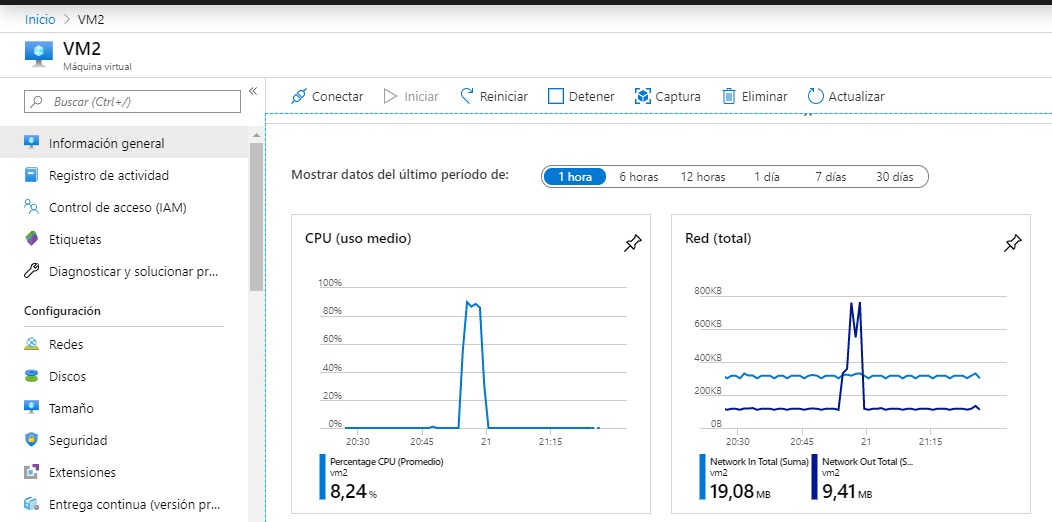 Inicio > VM2
VM2
Máquina virtual
Buscar (Ctrl+/)
«
Información general
Registro de actividad
Control de acceso (IAM)
Etiquetas
Diagnosticar y solucionar pr...
Configuración
Redes
Discos
Tamaño
Seguridad
Extensiones
Entrega continua (versión pr...
Conectar
Iniciar
Reiniciar
Detener
Captura
Eliminar
Actualizar
Mostrar datos del último período de:
1 hora
6 horas
12 horas
1 día
7 días
30 días
CPU (uso medio)
100%
80%
60%
40%
20%
0%
20:30
20:45
21
21:15
Percentage CPU (Promedio)
vm2
8,24 %
Red (total)
800KB
600KB
400KB
200KB
0B
20:30
20:45
21
21:15
Network In Total (Suma)
vm2
19,08 MB
Network Out Total (S...
vm2
9,41 MB